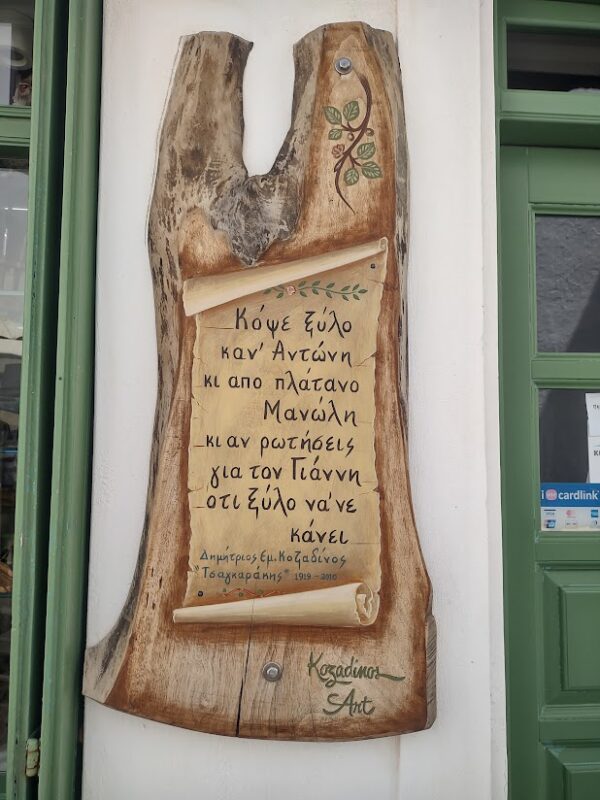 Κόψε ξύλο
καν' Αντώνη
κι απο πλάτανο
Μανώλη
κι αν ρωτήσεις
για τον Γιάννη
οτι ξύλο νά'νε
κάνει
Δημήτριος Εμ. Κοζαδίνος
"Τσαγκαράκης" 1919-2010
Kozadinos
Art
cardlink